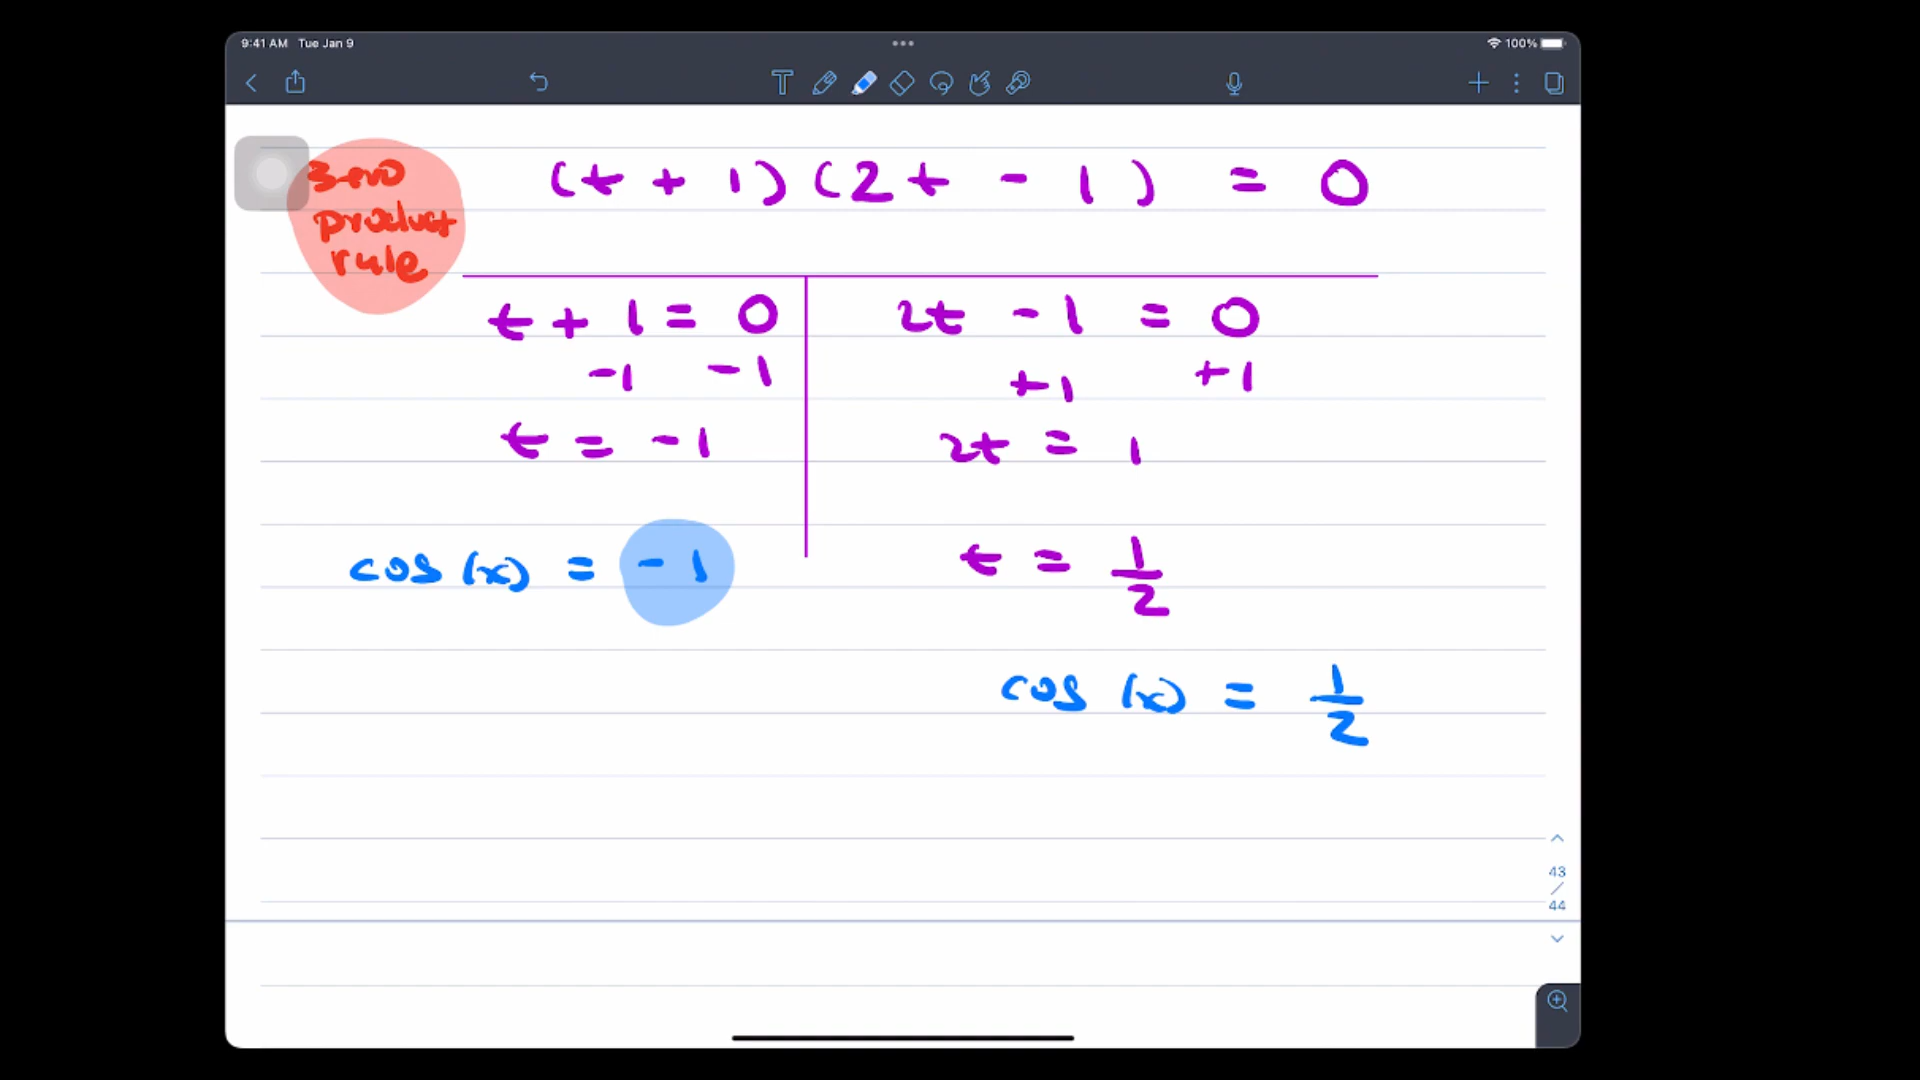 9:41 AM Tue Jan 9
100%
T
zero
product
rule
(t + 1)(2t - 1) = 0
t + 1 = 0
-1 -1
t = -1
cos(x) = -1
2t - 1 = 0
+1 +1
2t = 1
t = 1/2
cos(x) = 1/2
43
/
44